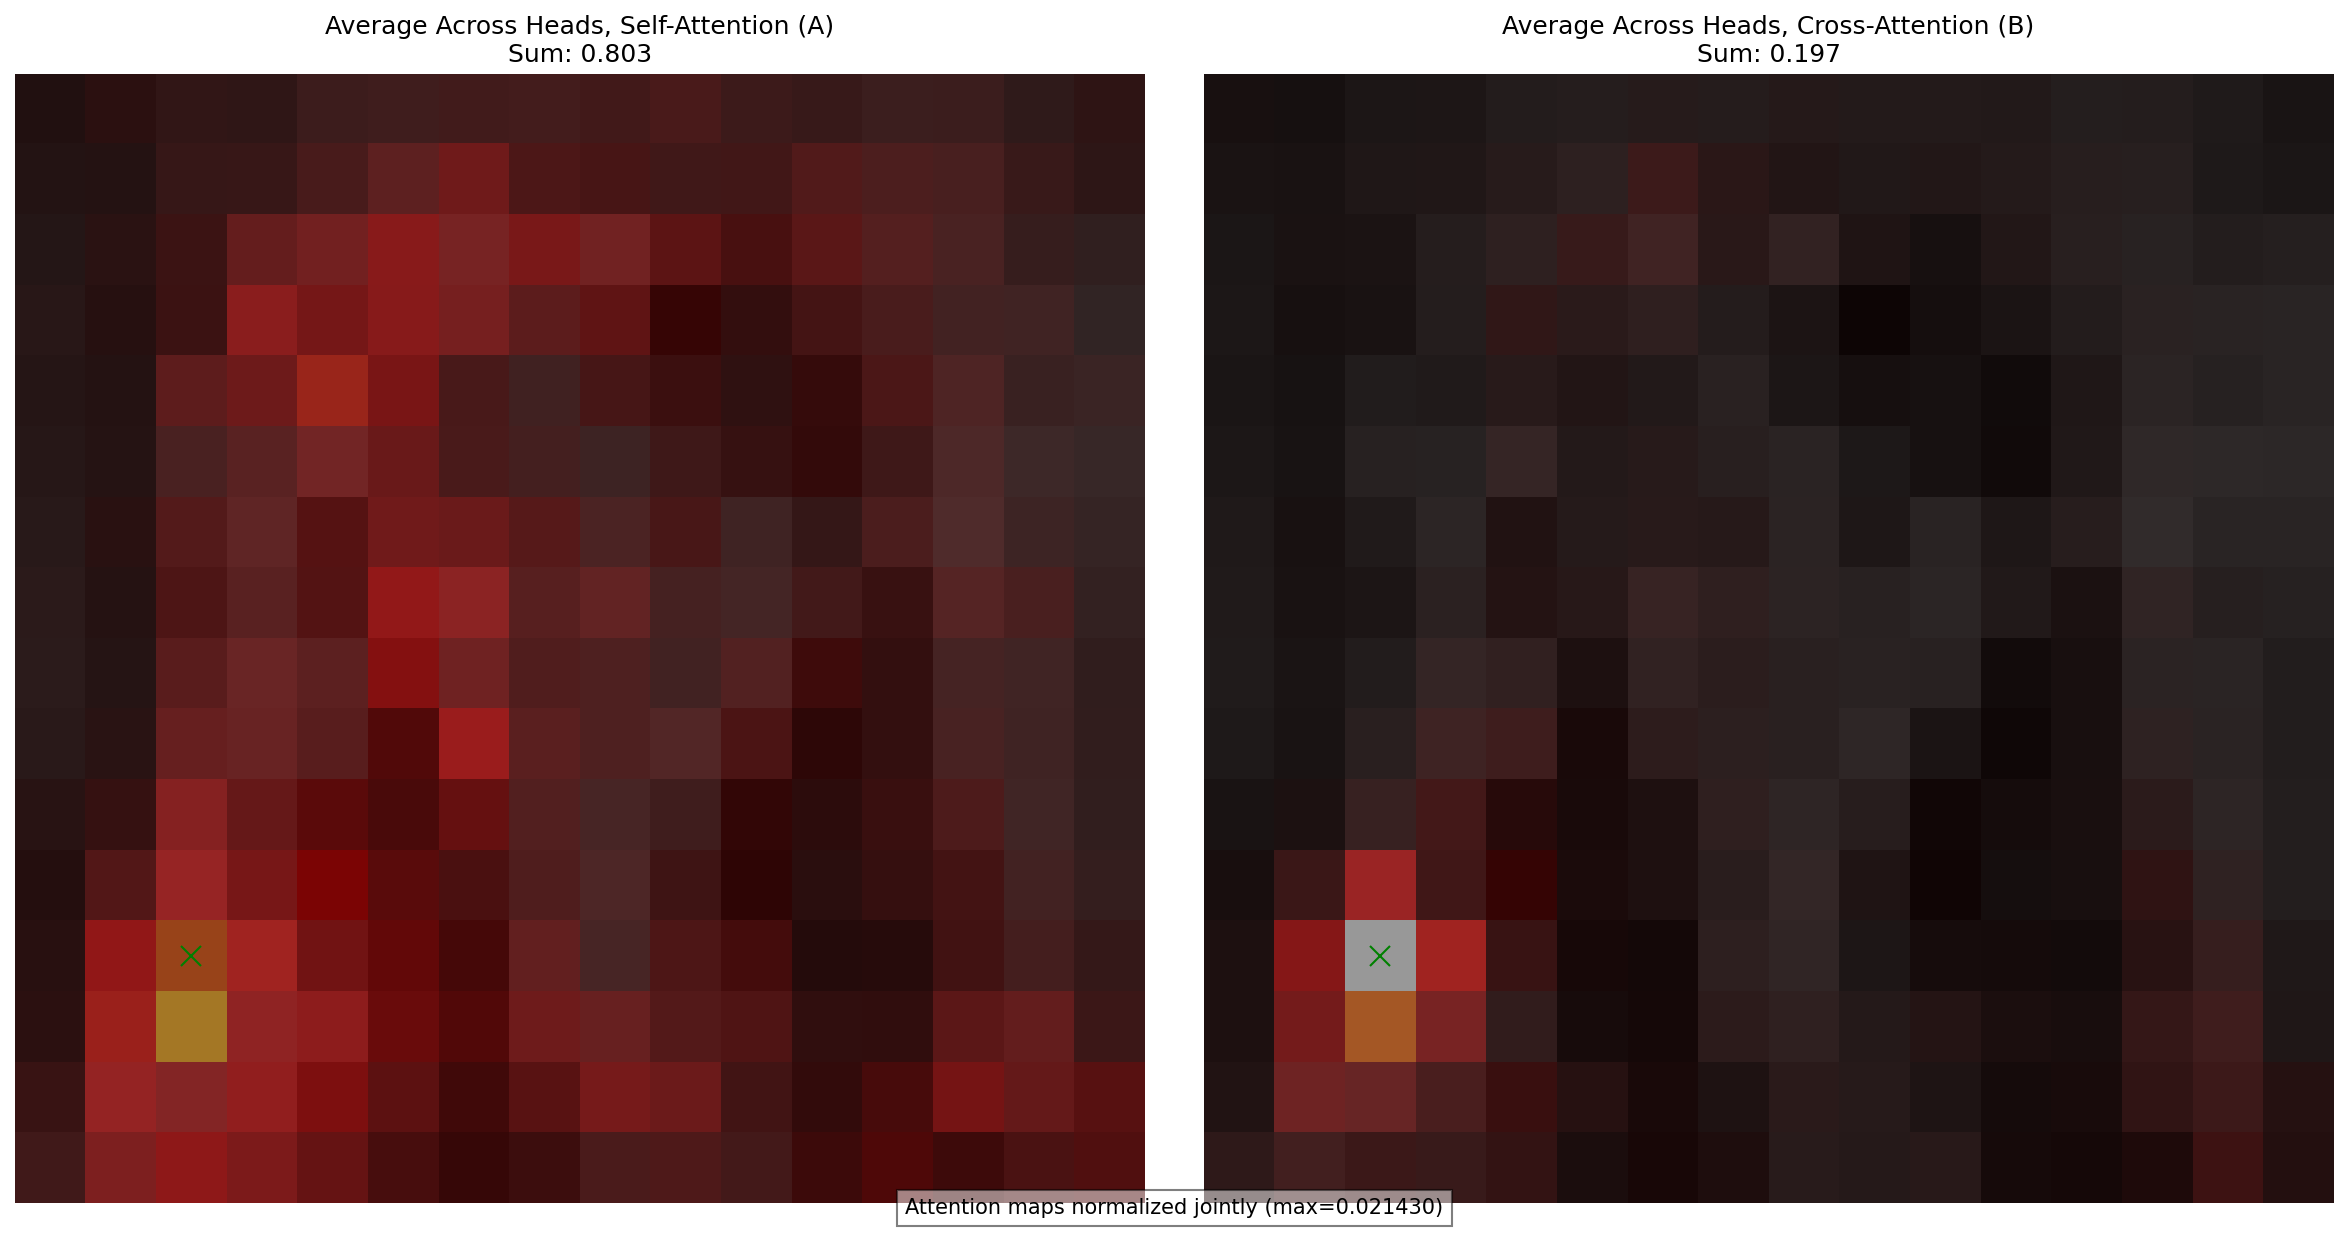 Average Across Heads, Self-Attention (A)
Sum: 0.803
Average Across Heads, Cross-Attention (B)
Sum: 0.197
Attention maps normalized jointly (max=0.021430)